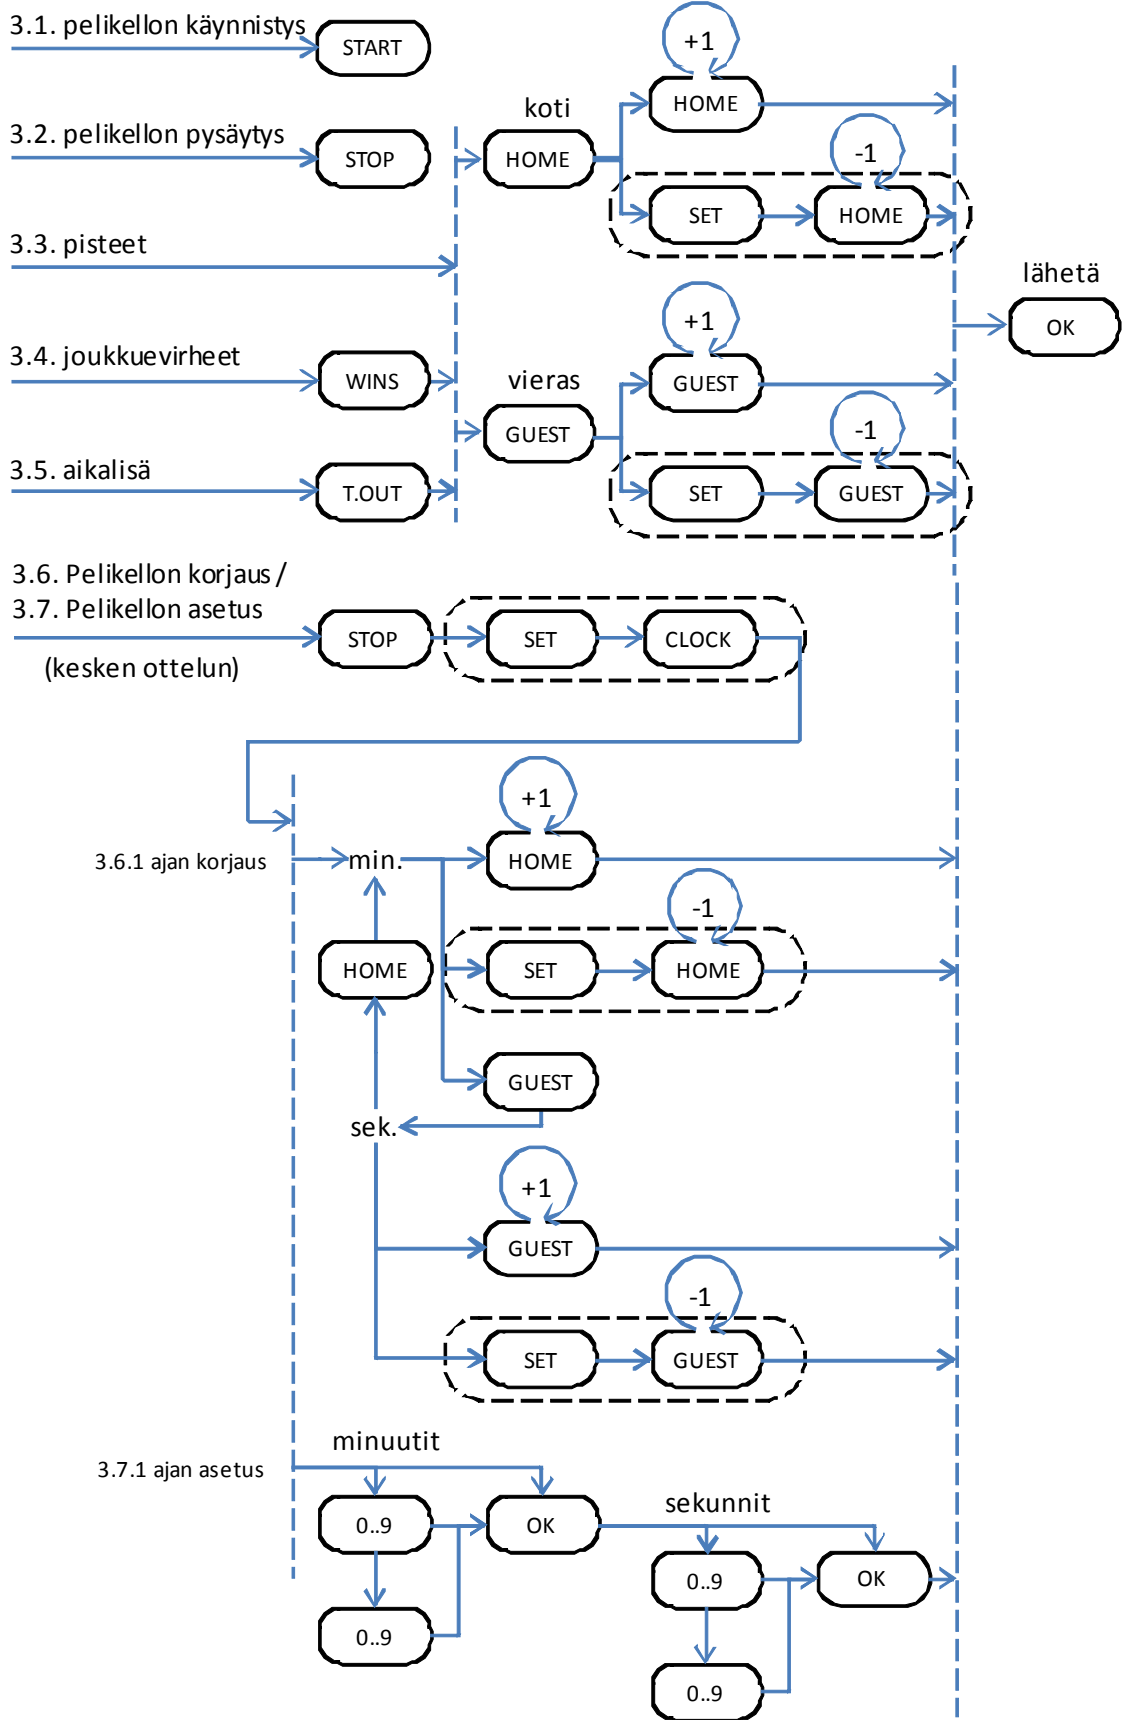 3.1. pelikellon käynnistys
START
+1
HOME
3.2. pelikellon pysäytys
STOP
koti
HOME
-1
SET
HOME
3.3. pisteet
lähetä
OK
+1
GUEST
3.4. joukkuevirheet
WINS
vieras
GUEST
-1
SET
GUEST
3.5. aikalisä
T.OUT
3.6. Pelikellon korjaus /
3.7. Pelikellon asetus
(kesken ottelun)
STOP
SET
CLOCK
+1
3.6.1 ajan korjaus
min.
HOME
-1
HOME
SET
HOME
GUEST
sek.
+1
GUEST
-1
SET
GUEST
minuutit
3.7.1 ajan asetus
0..9
OK
sekunnit
0..9
0..9
OK
0..9